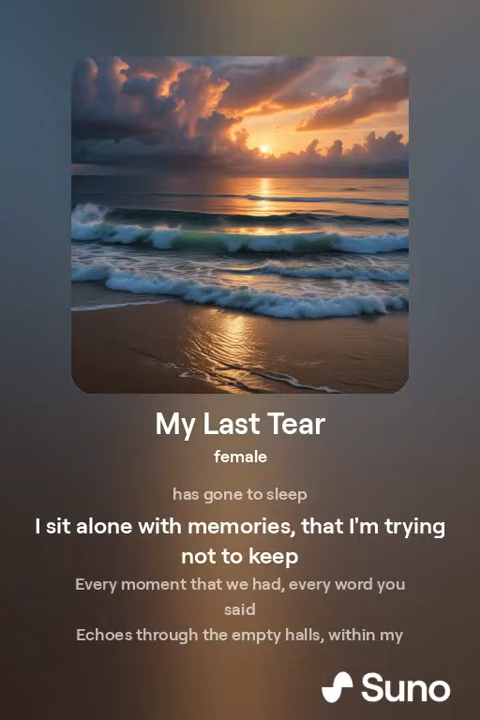 My Last Tear
female
has gone to sleep
I sit alone with memories, that I'm trying
not to keep
Every moment that we had, every word you
said
Echoes through the empty halls, within my
Suno